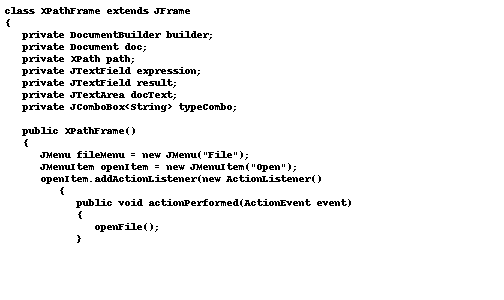 class XPathFrame extends JFrame
{
   private DocumentBuilder builder;
   private Document doc;
   private XPath path;
   private JTextField expression;
   private JTextField result;
   private JTextArea docText;
   private JComboBox<String> typeCombo;

   public XPathFrame()
   {
      JMenu fileMenu = new JMenu("File");
      JMenuItem openItem = new JMenuItem("Open");
      openItem.addActionListener(new ActionListener()
         {
            public void actionPerformed(ActionEvent event)
            {
               openFile();
            }